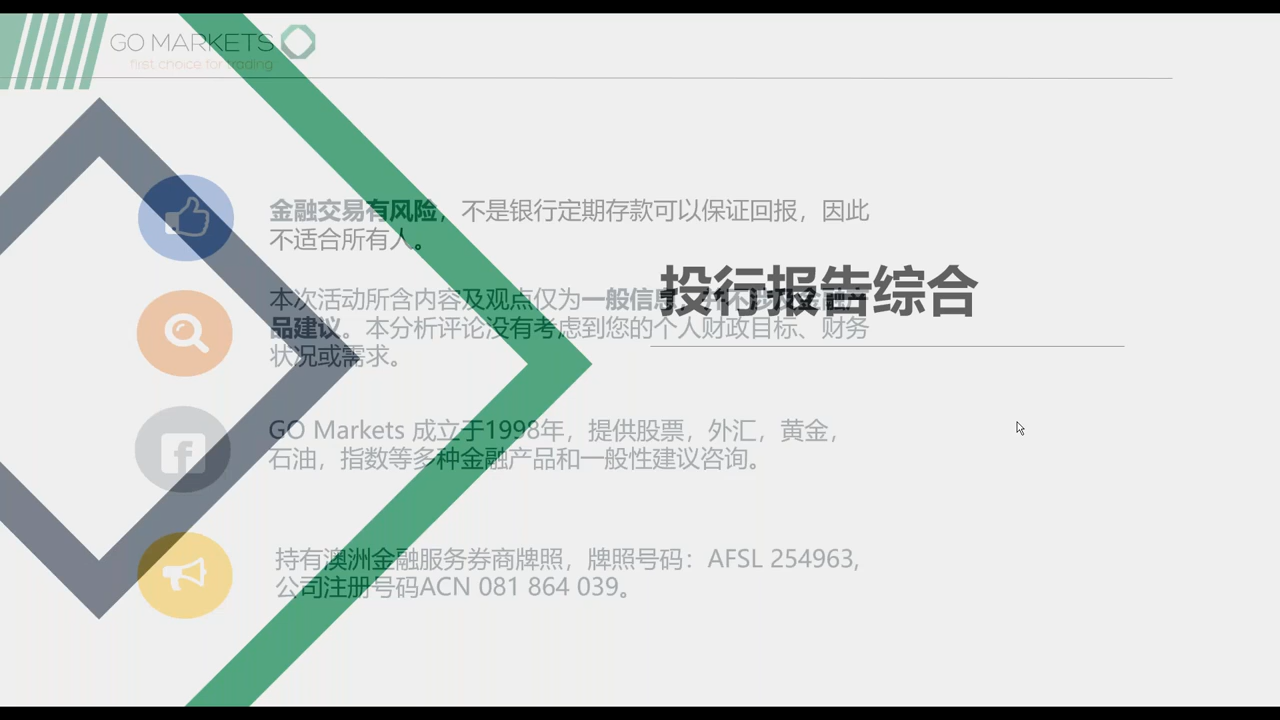 GO MARKETS
first choice for trading
金融交易有风险，不是银行定期存款可以保证回报，因此
不适合所有人。
投行报告综合
本次活动所含内容及观点仅为一般信息，并不涉及金融产
品建议。本分析评论没有考虑到您的个人财政目标、财务
状况或需求。
GO Markets 成立于1998年，提供股票，外汇，黄金，
石油，指数等多种金融产品和一般性建议咨询。
持有澳洲金融服务券商牌照，牌照号码：AFSL 254963,
公司注册号码ACN 081 864 039。